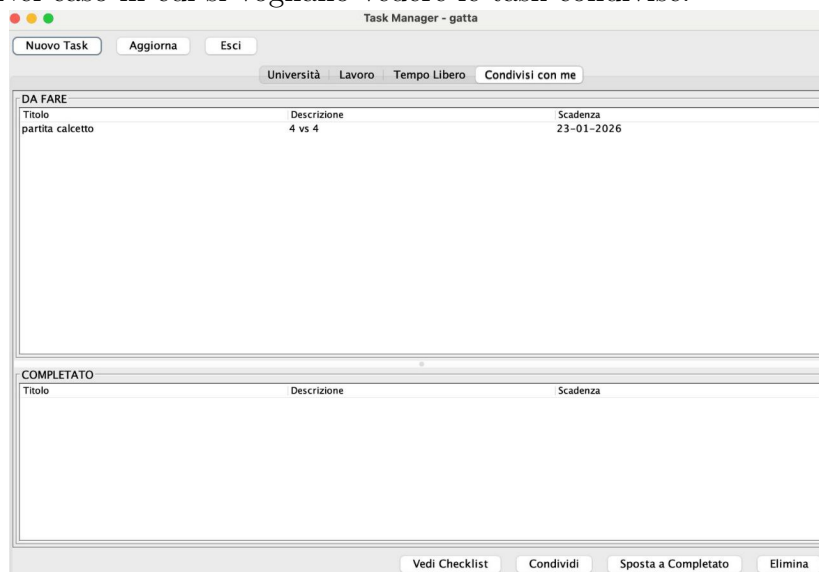 Task Manager - gatta
Nuovo Task Aggiorna Esci
Università Lavoro Tempo Libero Condivisi con me
DA FARE
Titolo Descrizione Scadenza
partita calcetto 4 vs 4 23-01-2026
COMPLETATO
Titolo Descrizione Scadenza
Vedi Checklist Condividi Sposta a Completato Elimina